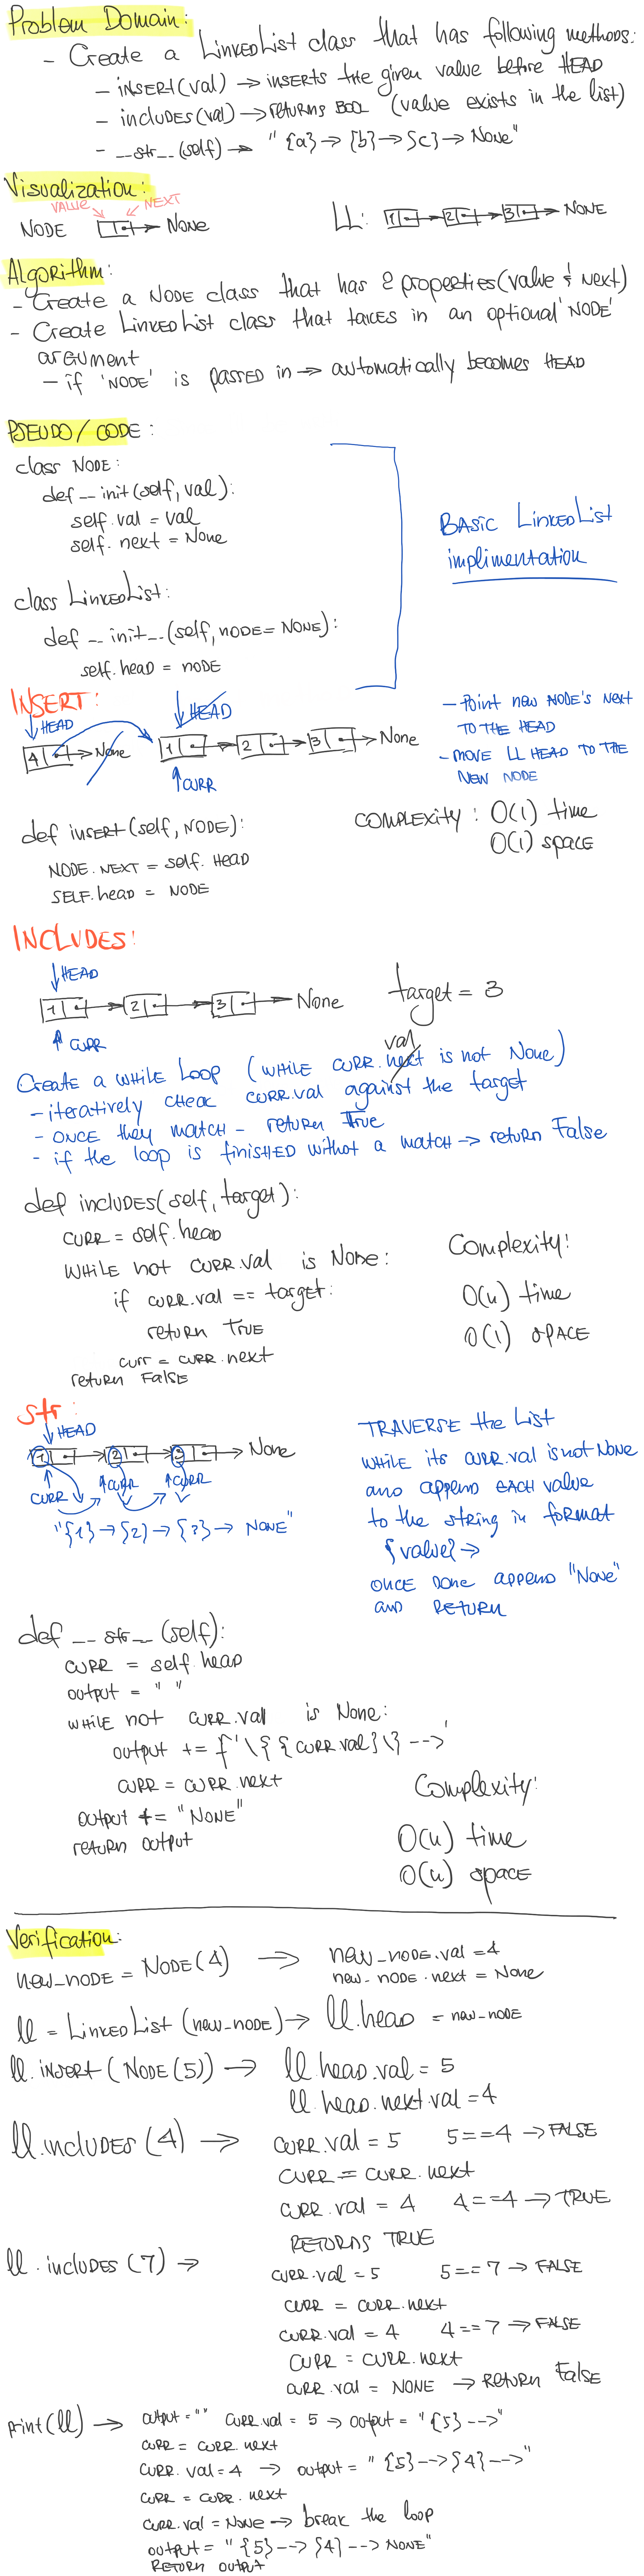 Problem Domain:
- Create a LinkedList class that has following methods:
- insert(val) → inserts the given value before HEAD
- includes(val) → returns Bool (value exists in the list)
- __str__(self) → "{a} → {b} → {c} → None"
Visualization:
VALUE NEXT
NODE → None
LL: 1 → 2 → 3 → NONE
Algorithm:
- Create a NODE class that has 2 properties (value & next)
- Create LinkedList class that takes in an optional 'NODE' argument
- if 'NODE' is passed in → automatically becomes HEAD
PSEUDO / CODE:
class NODE:
def __init(self, val):
self.val = val
self.next = None
class LinkedList:
def __init__(self, node = NONE):
self.head = node
BASIC LinkedList
implimentation
INSERT:
HEAD
HEAD
4 → None
1 → 2 → 3 → None
CURR
- Point new NODE's Next
TO THE HEAD
- MOVE LL HEAD TO THE
NEW NODE
def insert(self, NODE):
NODE.NEXT = self.HEAD
SELF.head = NODE
COMPLEXITY: O(1) time
O(1) space
INCLUDES:
HEAD
1 → 2 → 3 → None
CURR
target = 3
val
Create a WHILE Loop (WHILE CURR.next is not None)
- iteratively check CURR.val against the target
- ONCE they match - return True
- if the loop is finished withot a match → return False
def includes(self, target):
CURR = self.head
WHILE not CURR.val is None:
if CURR.val == target:
return TRUE
curr = CURR.next
return False
Complexity:
O(n) time
O(1) SPACE
Str:
HEAD
1 → 2 → 3 → None
CURR CURR CURR
"{1} → {2} → {?} → NONE"
TRAVERSE the List
WHILE its CURR.val is not None
AND append EACH value
to the string in format
{value} →
ONCE Done append "None"
AND RETURN
def __str__(self):
CURR = self.head
output = " "
WHILE not CURR.val is None:
output += f'\{ {CURR.val} \} -->'
CURR = CURR.next
output += "NONE"
return output
Complexity:
O(n) time
O(n) space
Verification:
new_node = NODE(4) → new_node.val = 4
new_node.next = None
ll = LinkedList(new_node) → ll.head = new_node
ll.insert(NODE(5)) → ll.head.val = 5
ll.head.next.val = 4
ll.includes(4) → CURR.val = 5 5==4 → FALSE
CURR = CURR.next
CURR.val = 4 4==4 → TRUE
RETURNS TRUE
ll.includes(7) → CURR.val = 5 5==7 → FALSE
CURR = CURR.next
CURR.val = 4 4==7 → FALSE
CURR = CURR.next
CURR.val = NONE → RETURN False
print(ll) → output = "" CURR.val = 5 → output = "{5} -->"
CURR = CURR.next
CURR.val = 4 → output = "{5} --> {4} -->"
CURR = CURR.next
CURR.val = None → break the loop
output = "{5} --> {4} --> NONE"
RETURN output